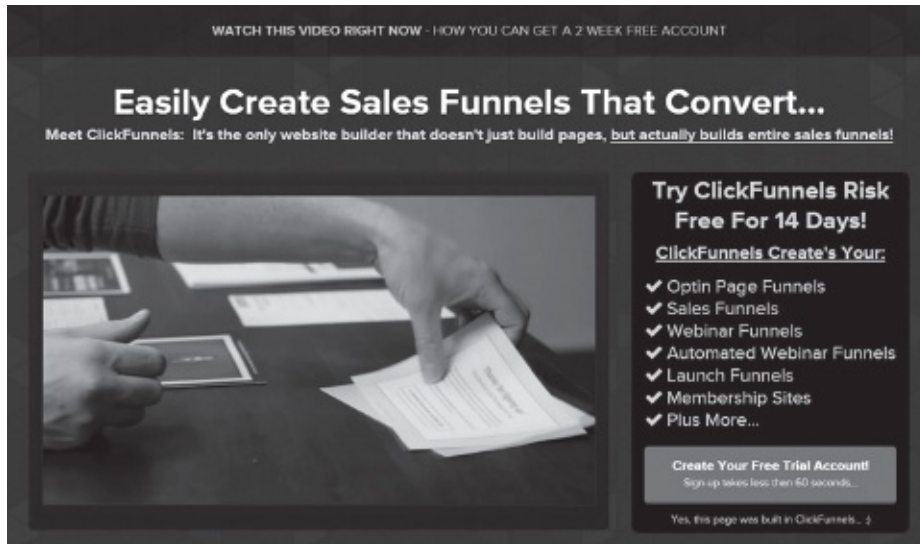 WATCH THIS VIDEO RIGHT NOW - HOW YOU CAN GET A 2 WEEK FREE ACCOUNT
Easily Create Sales Funnels That Convert...
Meet ClickFunnels: It's the only website builder that doesn't just build pages, but actually builds entire sales funnels!
Try ClickFunnels Risk
Free For 14 Days!
ClickFunnels Create's Your:
✔ Optin Page Funnels
✔ Sales Funnels
✔ Webinar Funnels
✔ Automated Webinar Funnels
✔ Launch Funnels
✔ Membership Sites
✔ Plus More...
Create Your Free Trial Account!
Sign up takes less than 60 seconds...
Yes, this page was built in ClickFunnels... :)